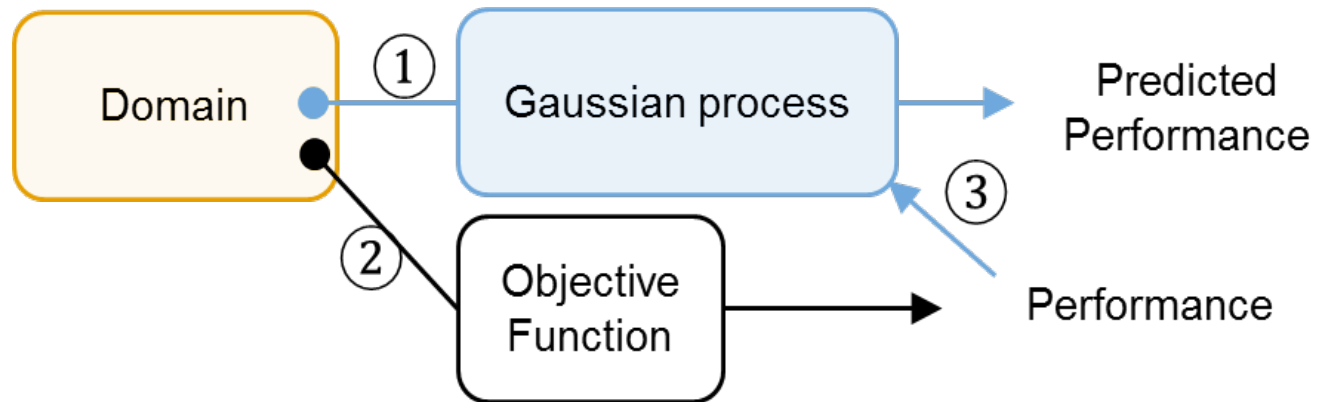 Domain
①
Gaussian process
Predicted
Performance
②
Objective
Function
③
Performance